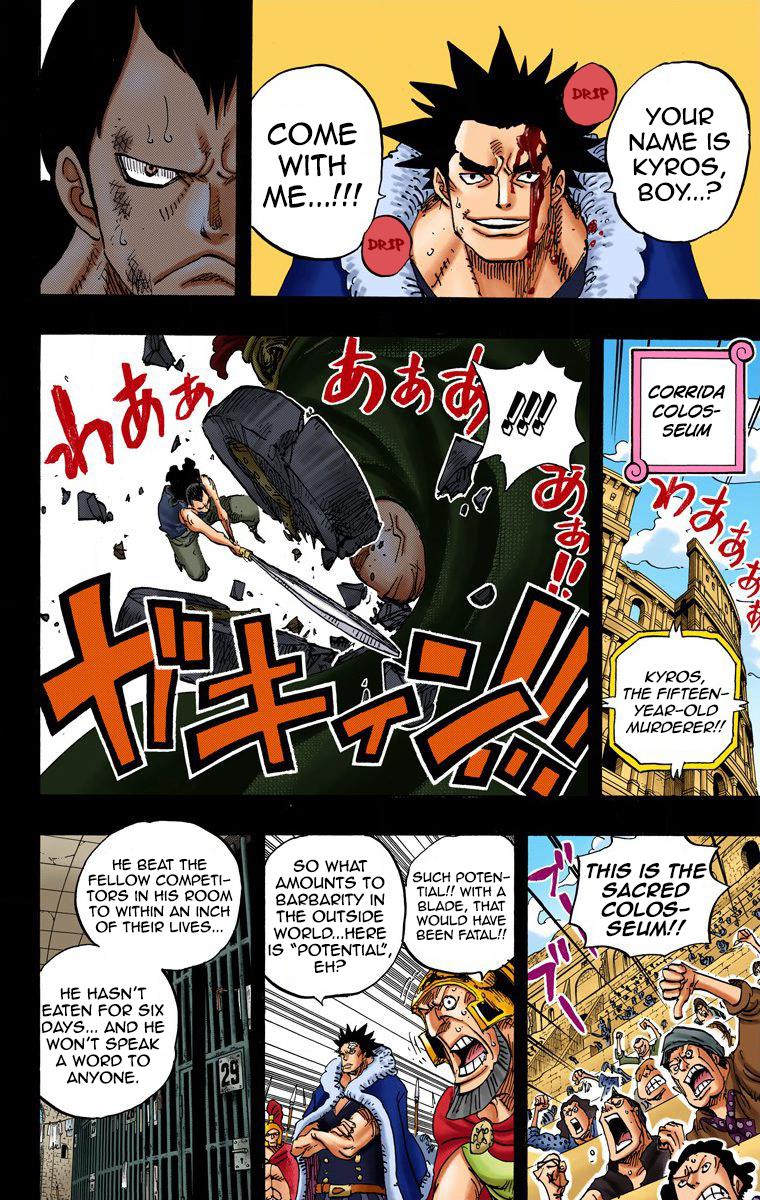 YOUR
NAME IS
KYROS,
BOY...?
DRIP
COME
WITH
ME...!!!
DRIP
CORRIDA
COLOS-
SEUM
わあぁぁぁ
KYROS,
THE FIFTEEN-
YEAR-OLD
MURDERER!!
!!!
わあぁぁ
あぁぁぁ
あぁ!!
ガキィン!!!
THIS IS THE
SACRED
COLOS-
SEUM!!
SUCH POTEN-
TIAL!! WITH A
BLADE, THAT
WOULD HAVE
BEEN FATAL!!
SO WHAT
AMOUNTS TO
BARBARITY IN
THE OUTSIDE
WORLD...HERE
IS "POTENTIAL",
EH?
HE BEAT THE
FELLOW COMPETI-
TORS IN HIS ROOM
TO WITHIN AN INCH
OF THEIR LIVES...
HE HASN'T
EATEN FOR SIX
DAYS... AND HE
WON'T SPEAK
A WORD TO
ANYONE.
29